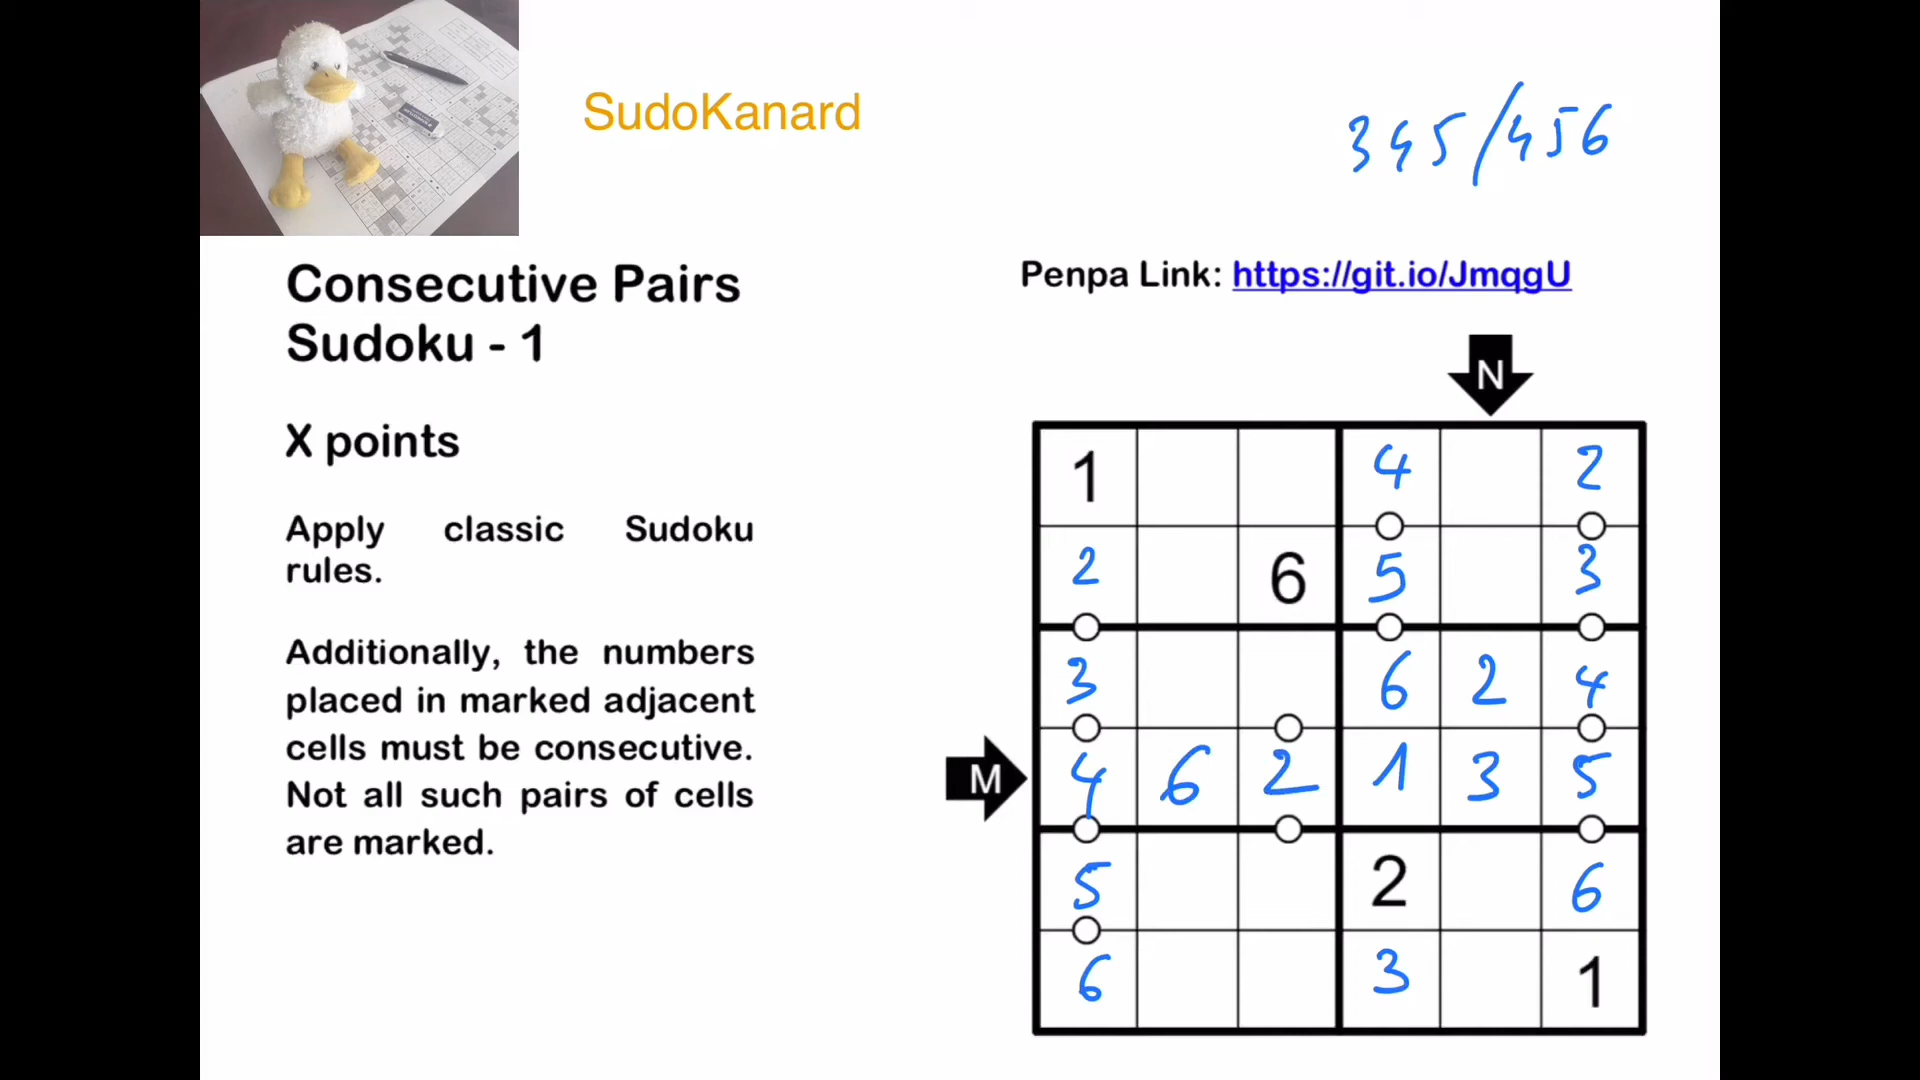 SudoKanard
345/456
Consecutive Pairs
Sudoku - 1
Penpa Link: https://git.io/JmqgU
X points
Apply classic Sudoku
rules.
Additionally, the numbers
placed in marked adjacent
cells must be consecutive.
Not all such pairs of cells
are marked.
N
1 4 2
2 6 5 3
3 6 2 4
M 4 6 2 1 3 5
5 2 6
6 3 1